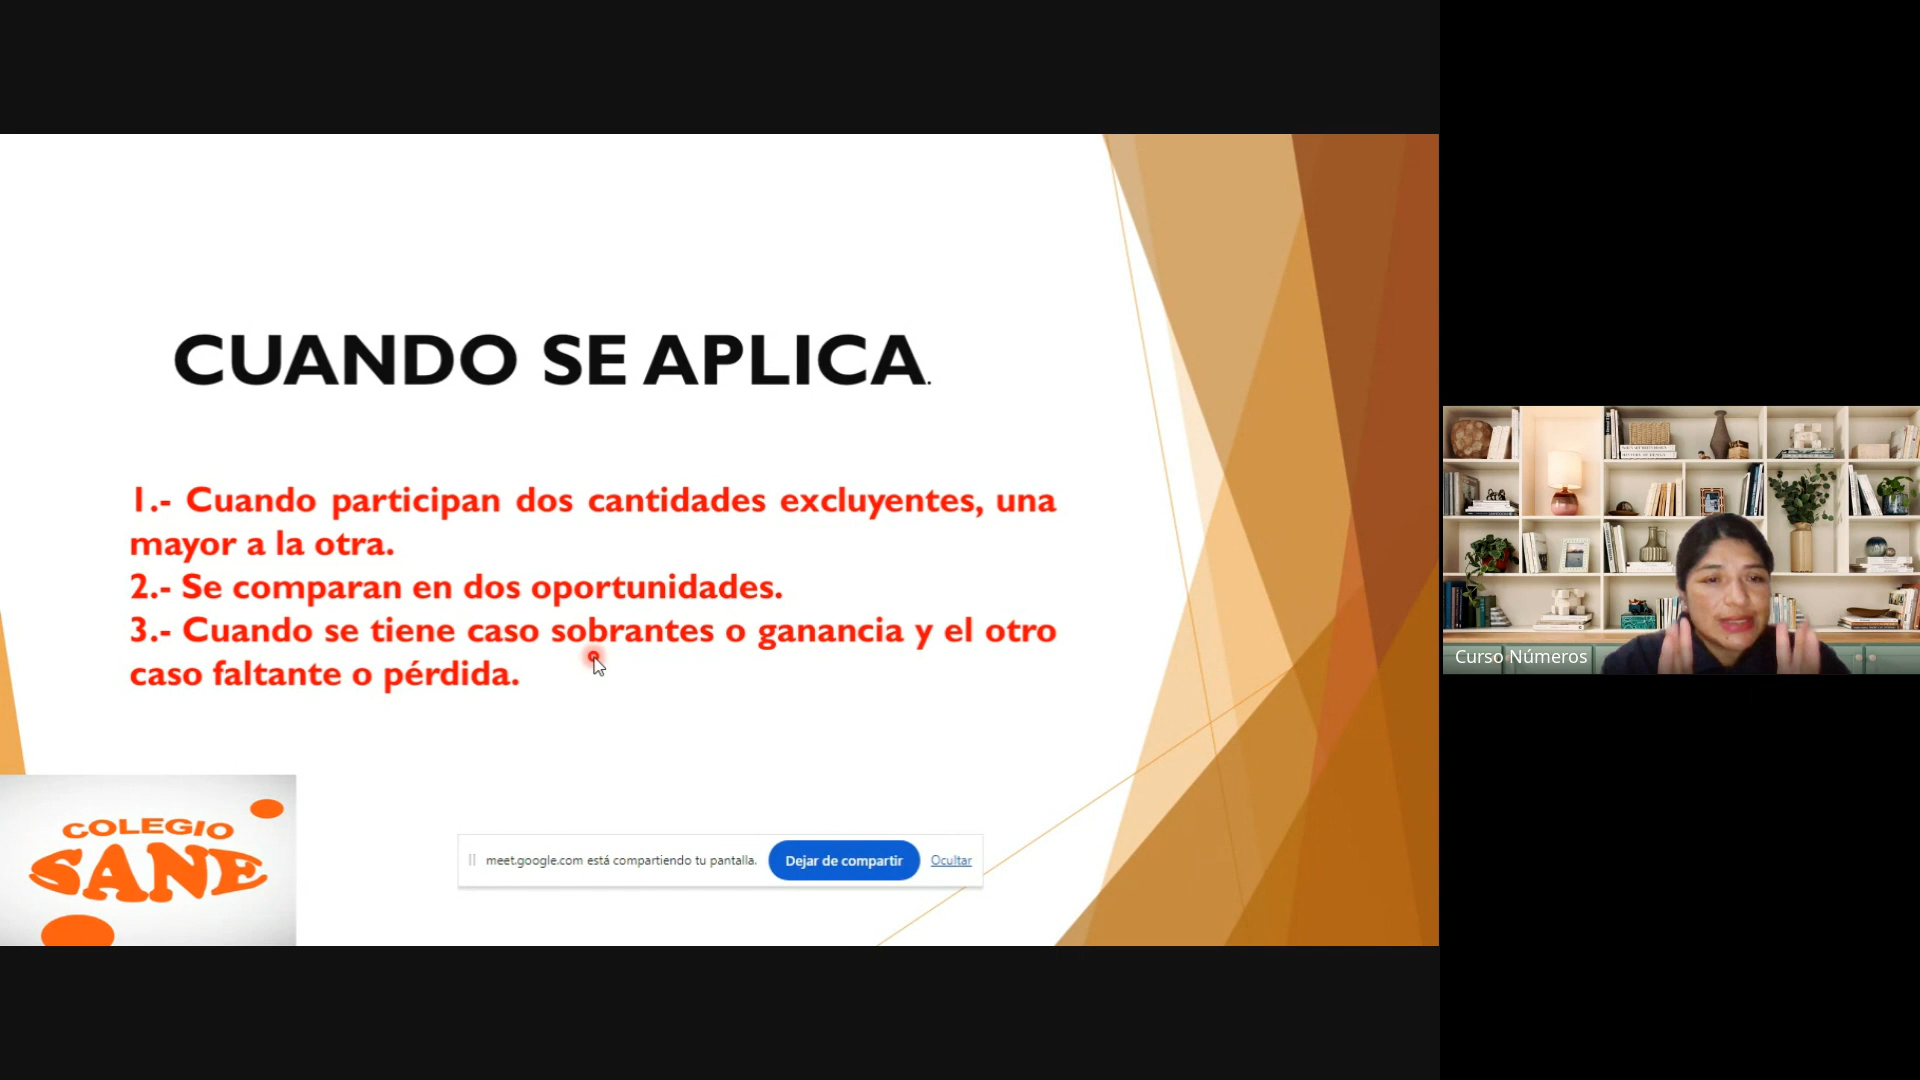 CUANDO SE APLICA.
1.- Cuando participan dos cantidades excluyentes, una
mayor a la otra.
2.- Se comparan en dos oportunidades.
3.- Cuando se tiene caso sobrantes o ganancia y el otro
caso faltante o pérdida.
COLEGIO
SANE
meet.google.com está compartiendo tu pantalla.
Dejar de compartir
Ocultar
Curso Números